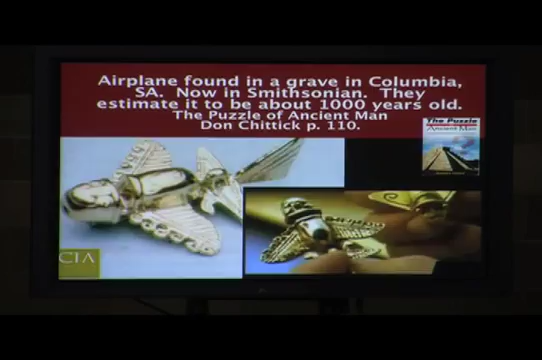 Airplane found in a grave in Columbia,
SA. Now in Smithsonian. They
estimate it to be about 1000 years old.
The Puzzle of Ancient Man
Don Chittick p. 110.
The Puzzle
Ancient Man
CIA